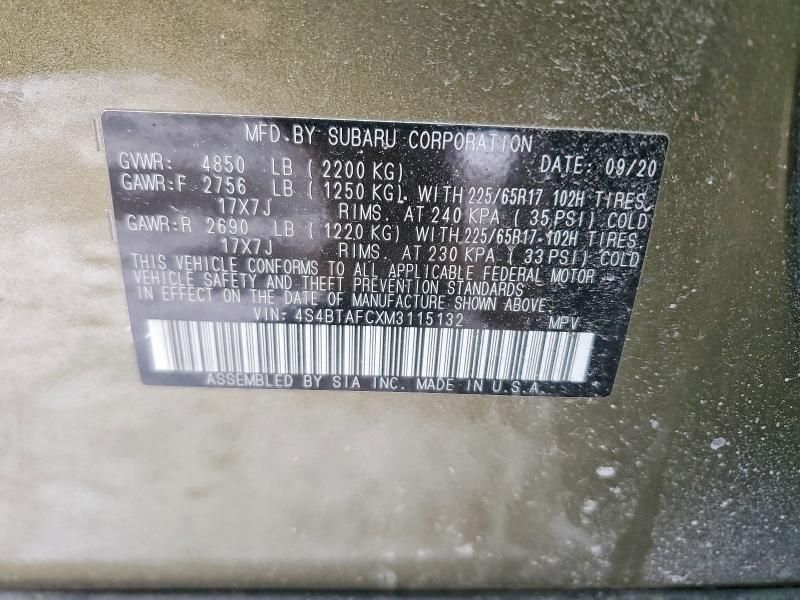 MFD.BY SUBARU CORPORATION
GVWR: 4850 LB (2200 KG) DATE: 09/20
GAWR:F 2756 LB (1250 KG). WITH 225/65R17 102H TIRES.
17X7J RIMS. AT 240 KPA (35 PSI) COLD
GAWR:R 2690 LB (1220 KG) WITH 225/65R17 102H TIRES.
17X7J RIMS AT 230 KPA (33 PSI) COLD.
THIS VEHICLE CONFORMS TO ALL APPLICABLE FEDERAL MOTOR
VEHICLE SAFETY AND THEFT PREVENTION STANDARDS
IN EFFECT ON THE DATE OF MANUFACTURE SHOWN ABOVE.
VIN: 4S4BTAFCXM3115132 MPV
ASSEMBLED BY SIA INC. MADE IN U.S.A.